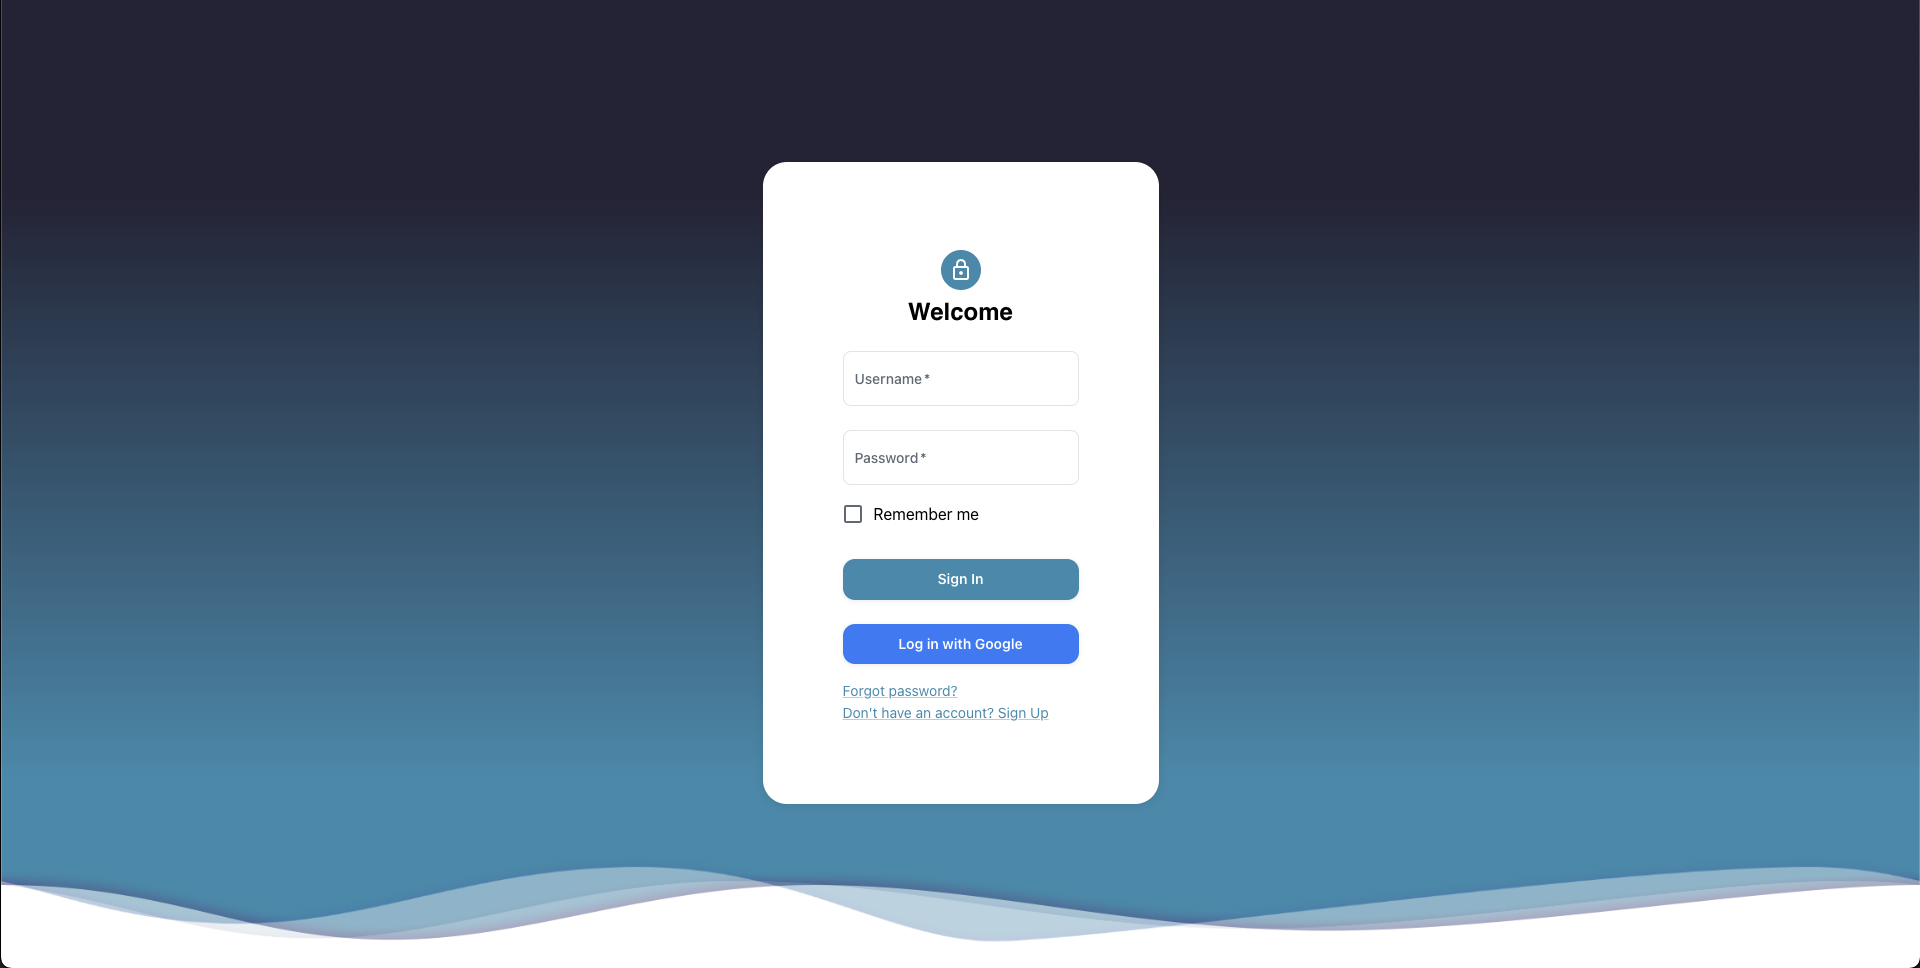 Welcome
Username *
Password *
Remember me
Sign In
Log in with Google
Forgot password?
Don't have an account? Sign Up